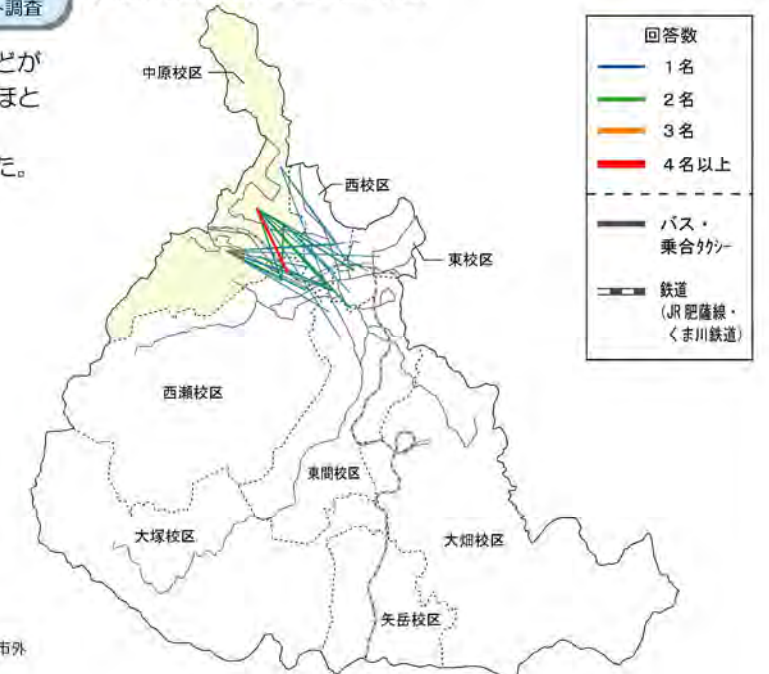 調査
どが
ほと
た。
中原校区
西校区
東校区
西瀬校区
東間校区
大塚校区
大畑校区
矢岳校区
市外
回答数
1名
2名
3名
4名以上
バス・
乗合タクシー
鉄道
(JR肥薩線・
くま川鉄道)